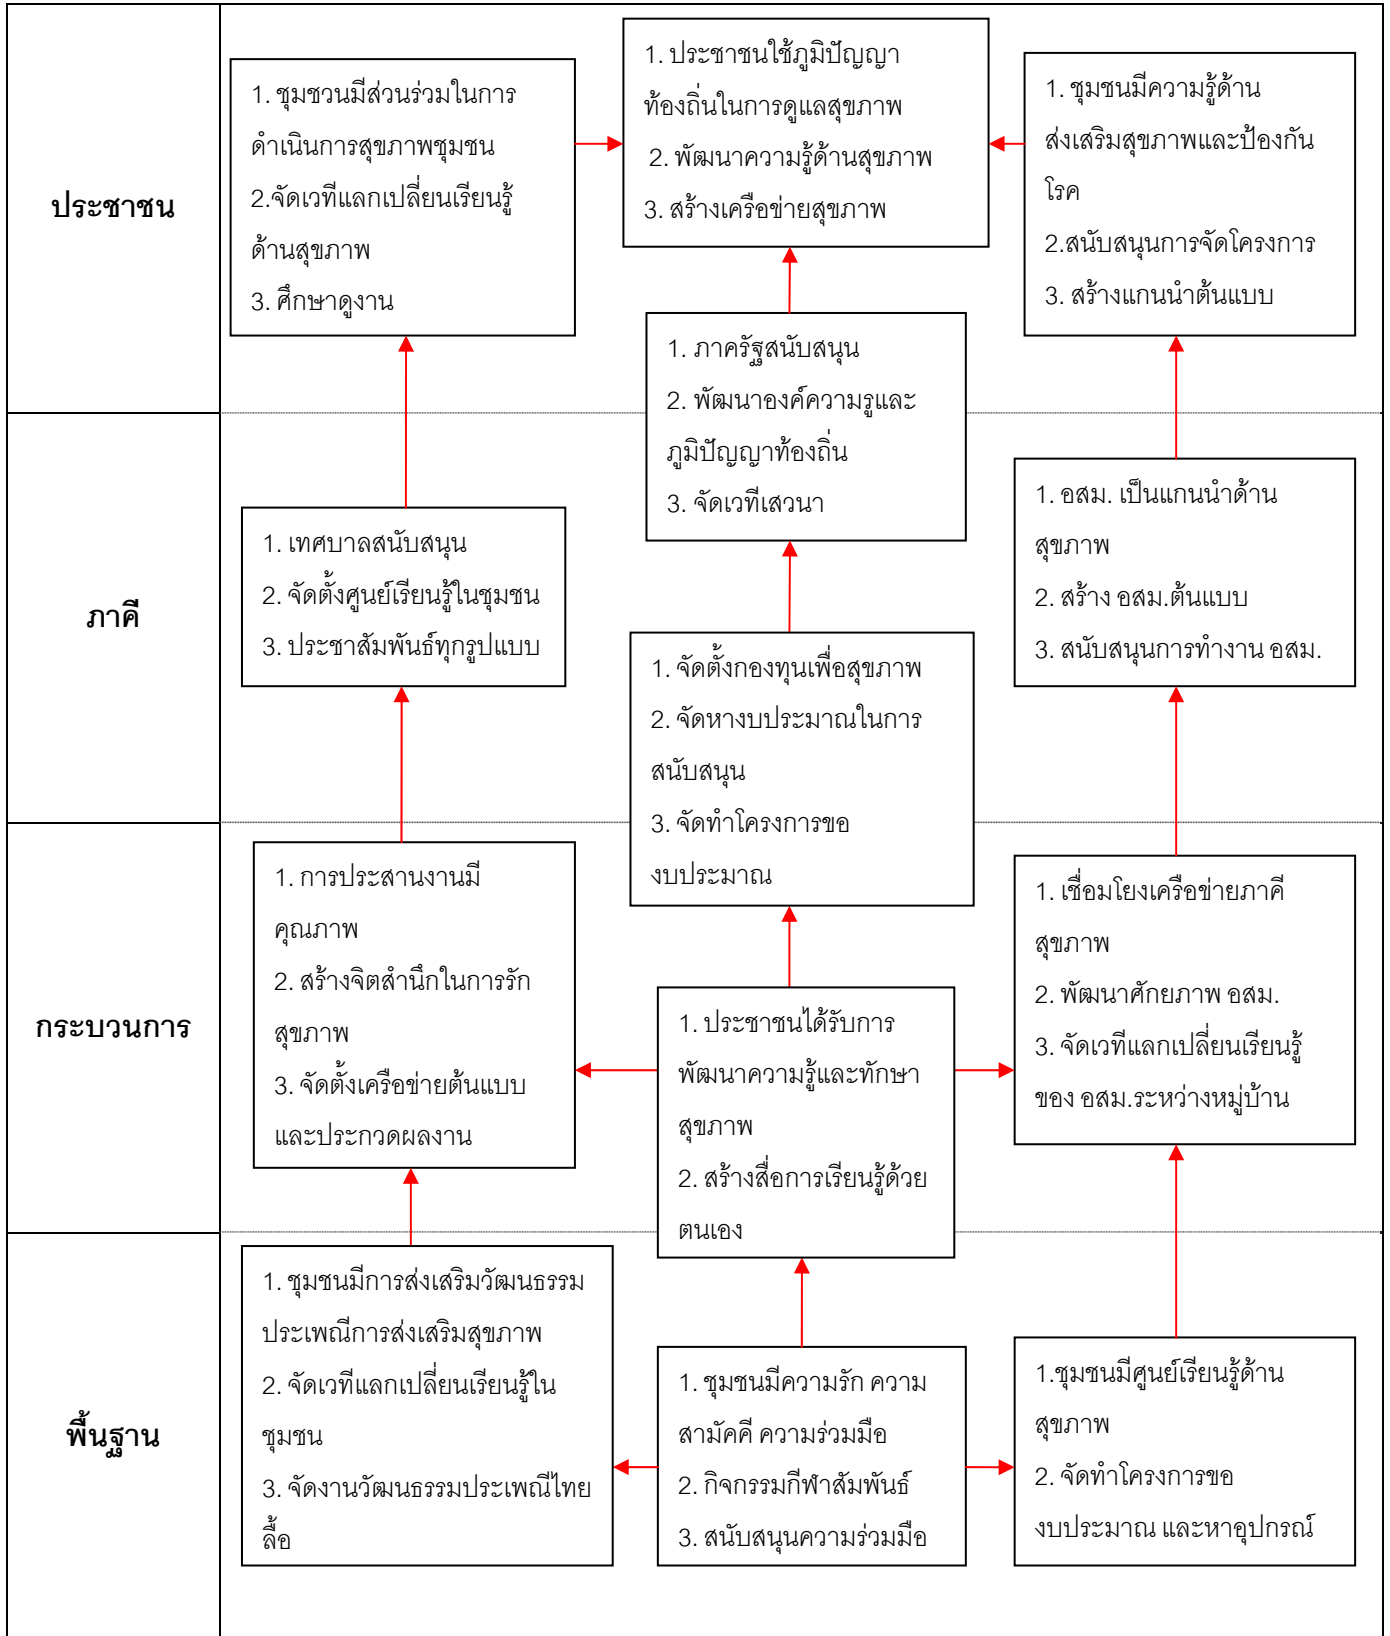 ประชาชน
1. ชุมชวนมีส่วนร่วมในการ
ดำเนินการสุขภาพชุมชน
2.จัดเวทีแลกเปลี่ยนเรียนรู้
ด้านสุขภาพ
3. ศึกษาดูงาน
1. ประชาชนใช้ภูมิปัญญา
ท้องถิ่นในการดูแลสุขภาพ
2. พัฒนาความรู้ด้านสุขภาพ
3. สร้างเครือข่ายสุขภาพ
1. ชุมชนมีความรู้ด้าน
ส่งเสริมสุขภาพและป้องกัน
โรค
2.สนับสนุนการจัดโครงการ
3. สร้างแกนนำต้นแบบ
1. ภาครัฐสนับสนุน
2. พัฒนาองค์ความรูและ
ภูมิปัญญาท้องถิ่น
3. จัดเวทีเสวนา
ภาคี
1. เทศบาลสนับสนุน
2. จัดตั้งศูนย์เรียนรู้ในชุมชน
3. ประชาสัมพันธ์ทุกรูปแบบ
1. จัดตั้งกองทุนเพื่อสุขภาพ
2. จัดหางบประมาณในการ
สนับสนุน
3. จัดทำโครงการขอ
งบประมาณ
1. อสม. เป็นแกนนำด้าน
สุขภาพ
2. สร้าง อสม.ต้นแบบ
3. สนับสนุนการทำงาน อสม.
กระบวนการ
1. การประสานงานมี
คุณภาพ
2. สร้างจิตสำนึกในการรัก
สุขภาพ
3. จัดตั้งเครือข่ายต้นแบบ
และประกวดผลงาน
1. ประชาชนได้รับการ
พัฒนาความรู้และทักษา
สุขภาพ
2. สร้างสื่อการเรียนรู้ด้วย
ตนเอง
1. เชื่อมโยงเครือข่ายภาคี
สุขภาพ
2. พัฒนาศักยภาพ อสม.
3. จัดเวทีแลกเปลี่ยนเรียนรู้
ของ อสม.ระหว่างหมู่บ้าน
พื้นฐาน
1. ชุมชนมีการส่งเสริมวัฒนธรรม
ประเพณีการส่งเสริมสุขภาพ
2. จัดเวทีแลกเปลี่ยนเรียนรู้ใน
ชุมชน
3. จัดงานวัฒนธรรมประเพณีไทย
ลื้อ
1. ชุมชนมีความรัก ความ
สามัคคี ความร่วมมือ
2. กิจกรรมกีฬาสัมพันธ์
3. สนับสนุนความร่วมมือ
1.ชุมชนมีศูนย์เรียนรู้ด้าน
สุขภาพ
2. จัดทำโครงการขอ
งบประมาณ และหาอุปกรณ์